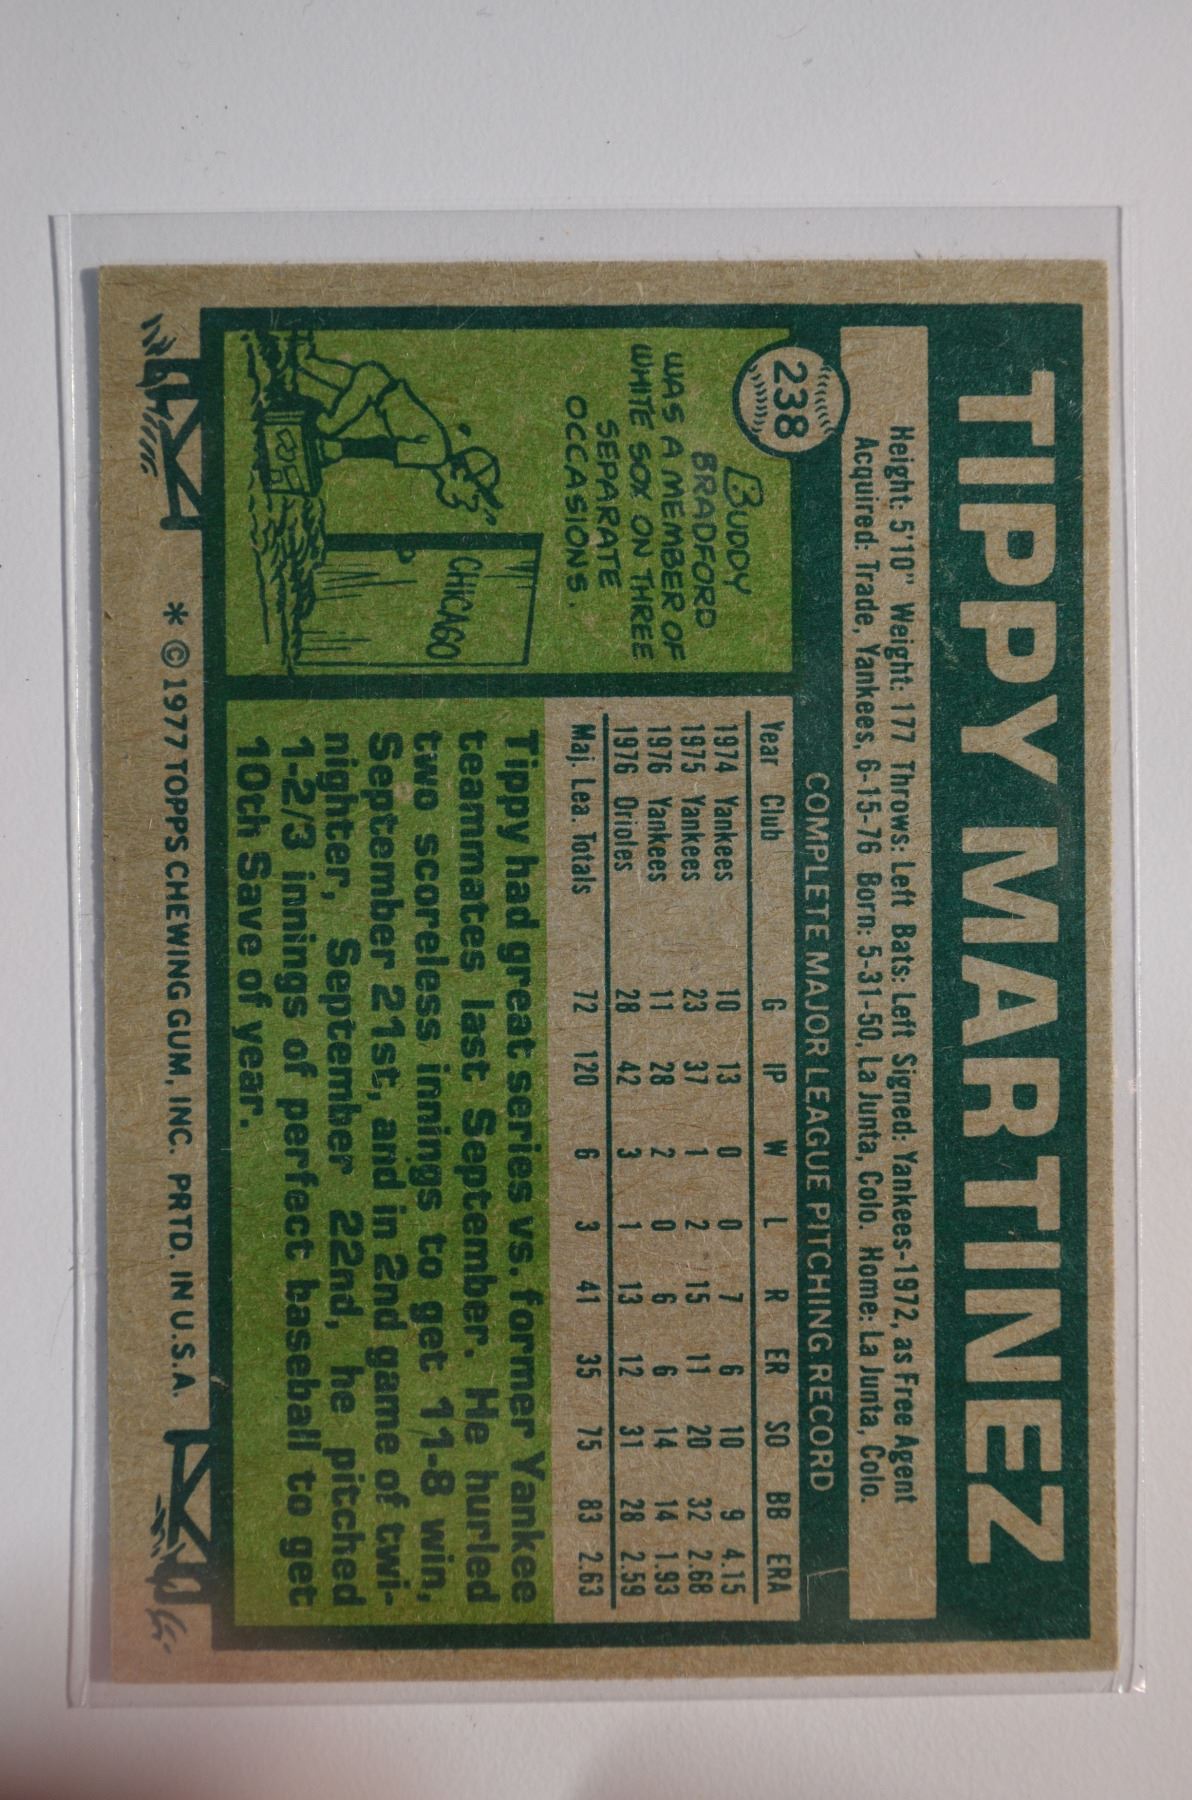 TIPPY MARTINEZ
Height: 5'10" Weight: 177 Throws: Left Bats: Left Signed: Yankees-1972, as Free Agent
Acquired: Trade, Yankees, 6-15-76 Born: 5-31-50, La Junta, Colo. Home: La Junta, Colo.
238
COMPLETE MAJOR LEAGUE PITCHING RECORD
Year Club G IP W L R ER SO BB ERA
1974 Yankees 10 13 0 0 7 6 10 9 4.15
1975 Yankees 23 37 1 2 15 11 20 32 2.68
1976 Yankees 11 28 2 0 6 6 14 14 1.93
1976 Orioles 28 42 3 1 13 12 31 28 2.59
Maj. Lea. Totals 72 120 6 3 41 35 75 83 2.63
BUDDY
BRADFORD
WAS A MEMBER OF
WHITE SOX ON THREE
SEPARATE
OCCASIONS.
CHICAGO
Tippy had great series vs. former Yankee
teammates last September. He hurled
two scoreless innings to get 11-8 win,
September 21st, and in 2nd game of twi-
nighter, September 22nd, he pitched
1-2/3 innings of perfect baseball to get
10th Save of year.
* © 1977 TOPPS CHEWING GUM, INC. PRTD. IN U.S.A.